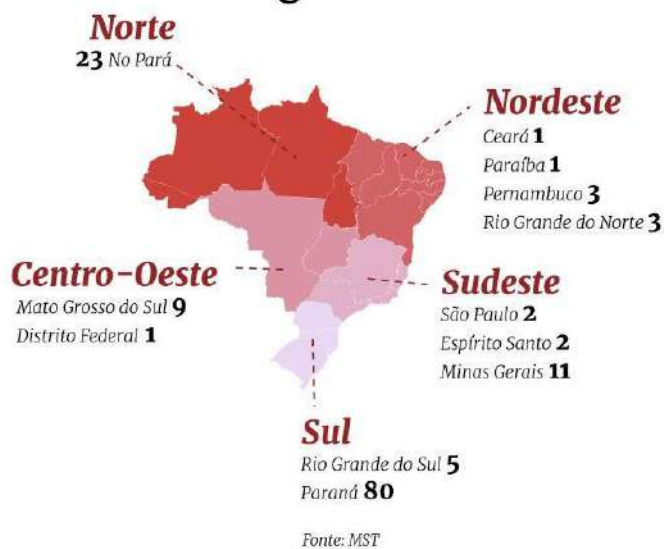 Norte
23 No Pará
Nordeste
Ceará 1
Paraíba 1
Pernambuco 3
Rio Grande do Norte 3
Centro-Oeste
Mato Grosso do Sul 9
Distrito Federal 1
Sudeste
São Paulo 2
Espírito Santo 2
Minas Gerais 11
Sul
Rio Grande do Sul 5
Paraná 80
Fonte: MST